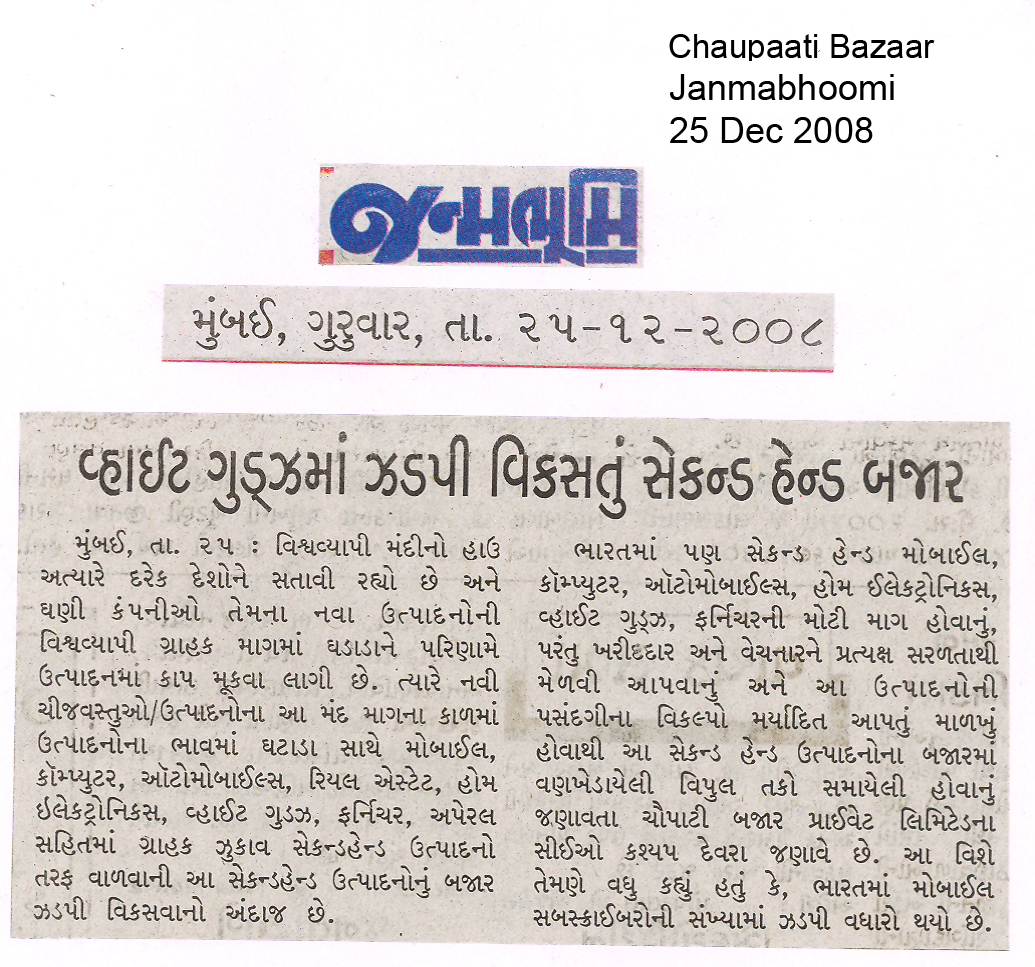 Chaupaati Bazaar
Janmabhoomi
25 Dec 2008
જન્મભૂમિ
મુંબઈ, ગુરુવાર, તા. ૨૫-૧૨-૨૦૦૮
વ્હાઈટ ગુડ્ઝમાં ઝડપી વિકસતું સેકન્ડ હેન્ડ બજાર
મુંબઈ, તા. ૨૫ : વિશ્વવ્યાપી મંદીનો હાઉ
અત્યારે દરેક દેશોને સતાવી રહ્યો છે અને
ઘણી કંપનીઓ તેમના નવા ઉત્પાદનોની
વિશ્વવ્યાપી ગ્રાહક માગમાં ઘડાડાને પરિણામે
ઉત્પાદનમાં કાપ મૂકવા લાગી છે. ત્યારે નવી
ચીજવસ્તુઓ/ઉત્પાદનોના આ મંદ માગના કાળમાં
ઉત્પાદનોના ભાવમાં ઘટાડા સાથે મોબાઈલ,
કૉમ્પ્યુટર, ઑટોમોબાઈલ્સ, રિયલ એસ્ટેટ, હોમ
ઇલેક્ટ્રોનિકસ, વ્હાઈટ ગુડઝ, ફર્નિચર, અપેરલ
સહિતમાં ગ્રાહક ઝુકાવ સેકન્ડહેન્ડ ઉત્પાદનો
તરફ વાળવાની આ સેકન્ડહેન્ડ ઉત્પાદનોનું બજાર
ઝડપી વિકસવાનો અંદાજ છે.
ભારતમાં પણ સેકન્ડ હેન્ડ મોબાઈલ,
કૉમ્પ્યુટર, ઑટોમોબાઈલ્સ, હોમ ઈલેક્ટ્રોનિકસ,
વ્હાઈટ ગુડ્ઝ, ફર્નિચરની મોટી માગ હોવાનું,
પરંતુ ખરીદદાર અને વેચનારને પ્રત્યક્ષ સરળતાથી
મેળવી આપવાનું અને આ ઉત્પાદનોની
પસંદગીના વિકલ્પો મર્યાદિત આપતું માળખું
હોવાથી આ સેકન્ડ હેન્ડ ઉત્પાદનોના બજારમાં
વણખેડાયેલી વિપુલ તકો સમાયેલી હોવાનું
જણાવતા ચૌપાટી બજાર પ્રાઈવેટ લિમિટેડના
સીઈઓ કશ્યપ દેવરા જણાવે છે. આ વિશે
તેમણે વધુ કહ્યું હતું કે, ભારતમાં મોબાઈલ
સબસ્ક્રાઈબરોની સંખ્યામાં ઝડપી વધારો થયો છે.